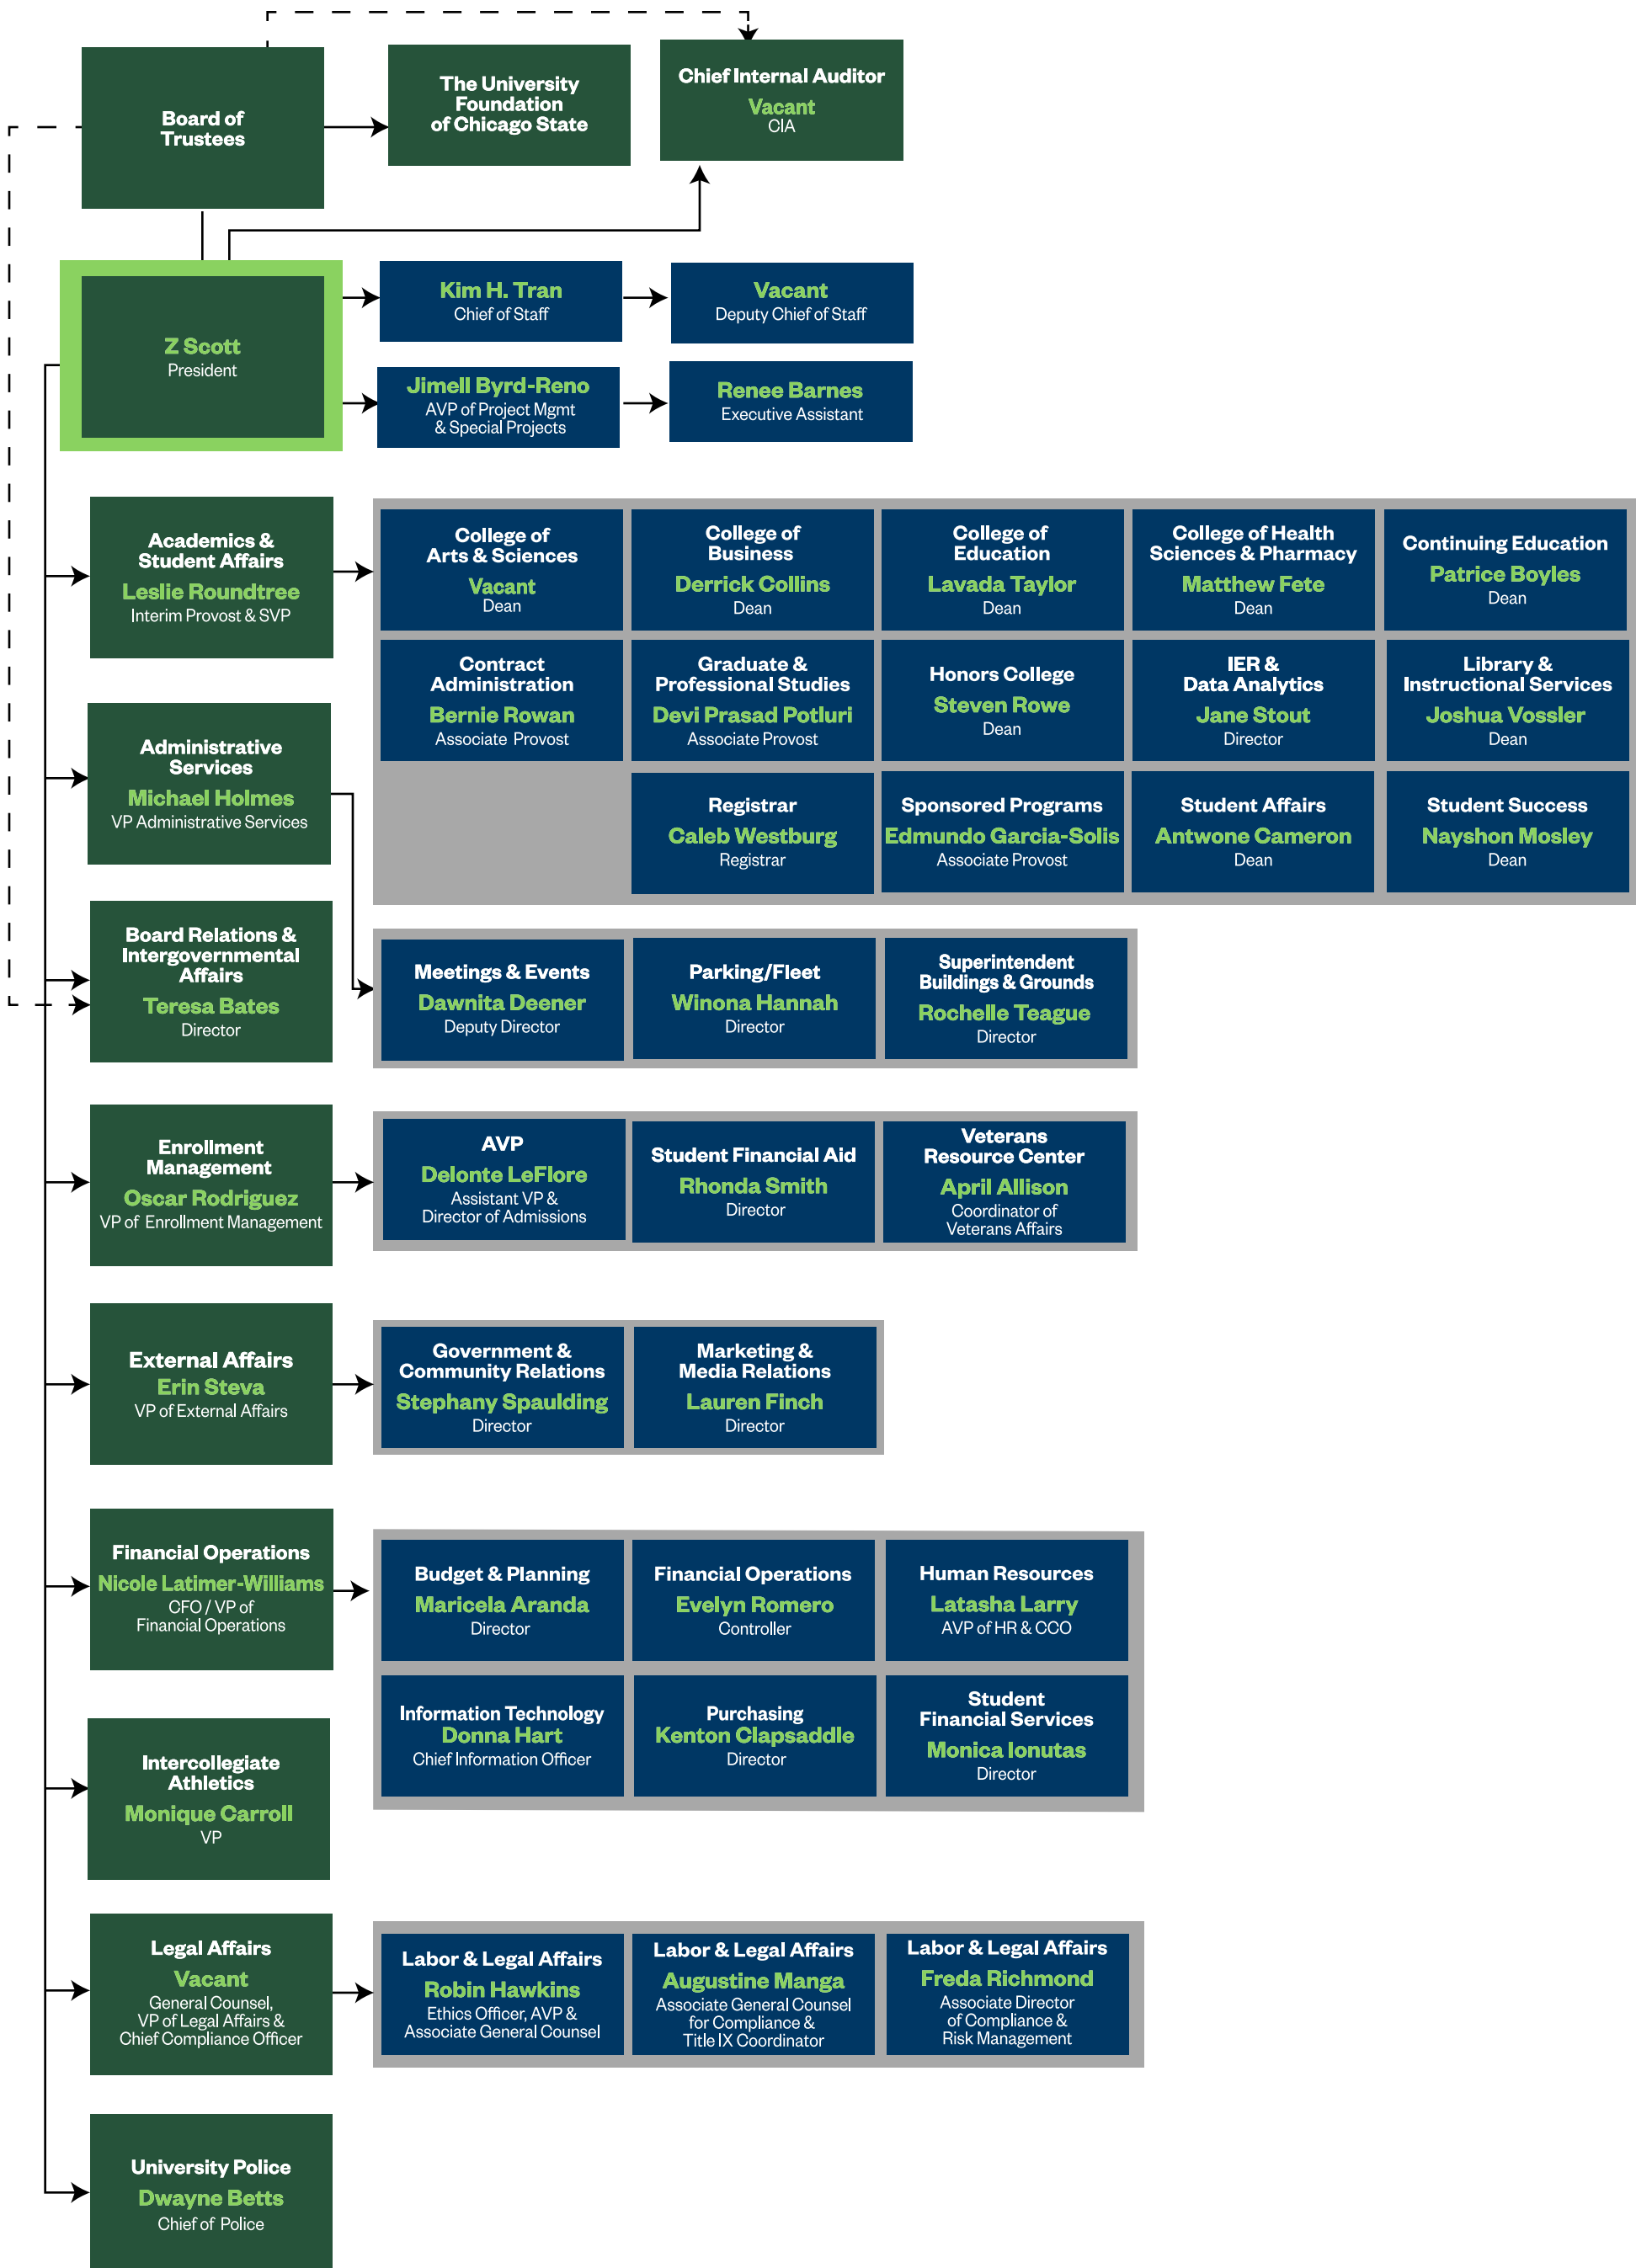 Board of
Trustees
The University
Foundation
of Chicago State
Chief Internal Auditor
Vacant
CIA
Z Scott
President
Kim H. Tran
Chief of Staff
Vacant
Deputy Chief of Staff
Jimell Byrd-Reno
AVP of Project Mgmt
& Special Projects
Renee Barnes
Executive Assistant
Academics &
Student Affairs
Leslie Roundtree
Interim Provost & SVP
College of
Arts & Sciences
Vacant
Dean
College of
Business
Derrick Collins
Dean
College of
Education
Lavada Taylor
Dean
College of Health
Sciences & Pharmacy
Matthew Fete
Dean
Continuing Education
Patrice Boyles
Dean
Contract
Administration
Bernie Rowan
Associate Provost
Graduate &
Professional Studies
Devi Prasad Potluri
Associate Provost
Honors College
Steven Rowe
Dean
IER &
Data Analytics
Jane Stout
Director
Library &
Instructional Services
Joshua Vossler
Dean
Registrar
Caleb Westburg
Registrar
Sponsored Programs
Edmundo Garcia-Solis
Associate Provost
Student Affairs
Antwone Cameron
Dean
Student Success
Nayshon Mosley
Dean
Administrative
Services
Michael Holmes
VP Administrative Services
Board Relations &
Intergovernmental
Affairs
Teresa Bates
Director
Meetings & Events
Dawnita Deener
Deputy Director
Parking/Fleet
Winona Hannah
Director
Superintendent
Buildings & Grounds
Rochelle Teague
Director
Enrollment
Management
Oscar Rodriguez
VP of Enrollment Management
AVP
Delonte LeFlore
Assistant VP &
Director of Admissions
Student Financial Aid
Rhonda Smith
Director
Veterans
Resource Center
April Allison
Coordinator of
Veterans Affairs
External Affairs
Erin Steva
VP of External Affairs
Government &
Community Relations
Stephany Spaulding
Director
Marketing &
Media Relations
Lauren Finch
Director
Financial Operations
Nicole Latimer-Williams
CFO / VP of
Financial Operations
Budget & Planning
Maricela Aranda
Director
Financial Operations
Evelyn Romero
Controller
Human Resources
Latasha Larry
AVP of HR & CCO
Information Technology
Donna Hart
Chief Information Officer
Purchasing
Kenton Clapsaddle
Director
Student
Financial Services
Monica Ionutas
Director
Intercollegiate
Athletics
Monique Carroll
VP
Legal Affairs
Vacant
General Counsel,
VP of Legal Affairs &
Chief Compliance Officer
Labor & Legal Affairs
Robin Hawkins
Ethics Officer, AVP &
Associate General Counsel
Labor & Legal Affairs
Augustine Manga
Associate General Counsel
for Compliance &
Title IX Coordinator
Labor & Legal Affairs
Freda Richmond
Associate Director
of Compliance &
Risk Management
University Police
Dwayne Betts
Chief of Police